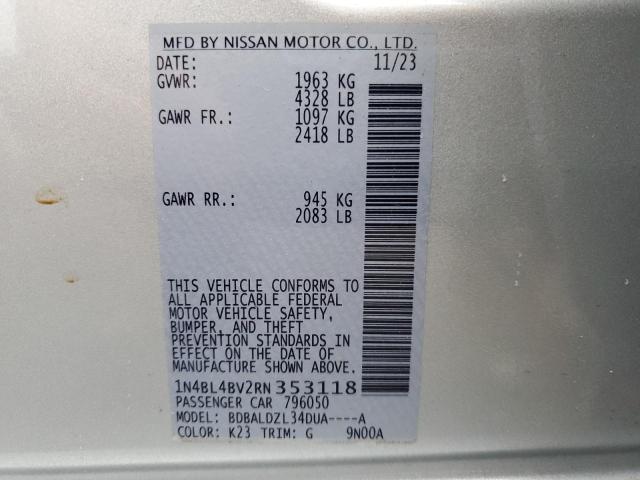 MFD BY NISSAN MOTOR CO., LTD.
DATE: 11/23
GVWR: 1963 KG
4328 LB
GAWR FR.: 1097 KG
2418 LB
GAWR RR.: 945 KG
2083 LB
THIS VEHICLE CONFORMS TO
ALL APPLICABLE FEDERAL
MOTOR VEHICLE SAFETY,
BUMPER, AND THEFT
PREVENTION STANDARDS IN
EFFECT ON THE DATE OF
MANUFACTURE SHOWN ABOVE.
1N4BL4BV2RN353118
PASSENGER CAR 796050
MODEL: BDBALDZL34DUA----A
COLOR: K23 TRIM: G 9N00A